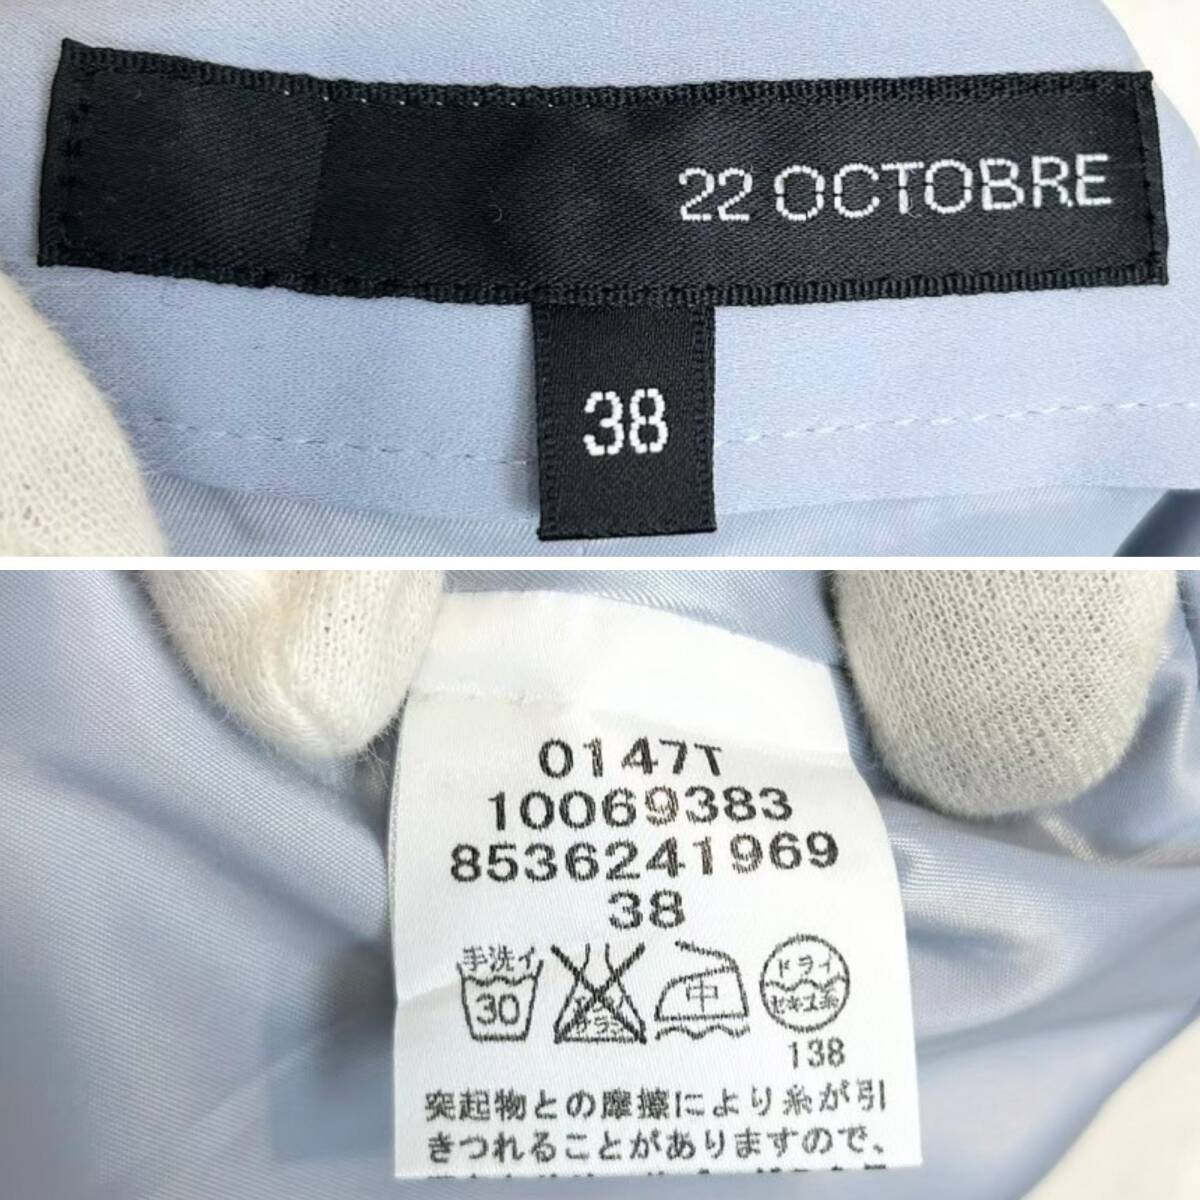 22 OCTOBRE
38
0147T
10069383
8536241969
38
手洗イ
30
中
ドライ
セキユ系
138
突起物との摩擦により糸が引
きつれることがありますので、